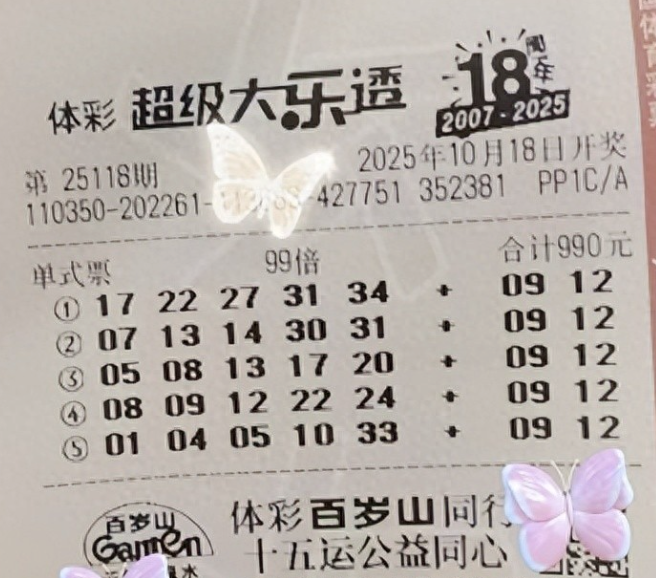 体彩 超级大乐透 18周年
2007-2025
第 25118期 2025年10月18日开奖
110350-202261- -427751 352381 PP1C/A
单式票 99倍 合计990元
① 17 22 27 31 34 + 09 12
② 07 13 14 30 31 + 09 12
③ 05 08 13 17 20 + 09 12
④ 08 09 12 22 24 + 09 12
⑤ 01 04 05 10 33 + 09 12
百岁山 体彩百岁山同行
Ganten 十五运公益同心